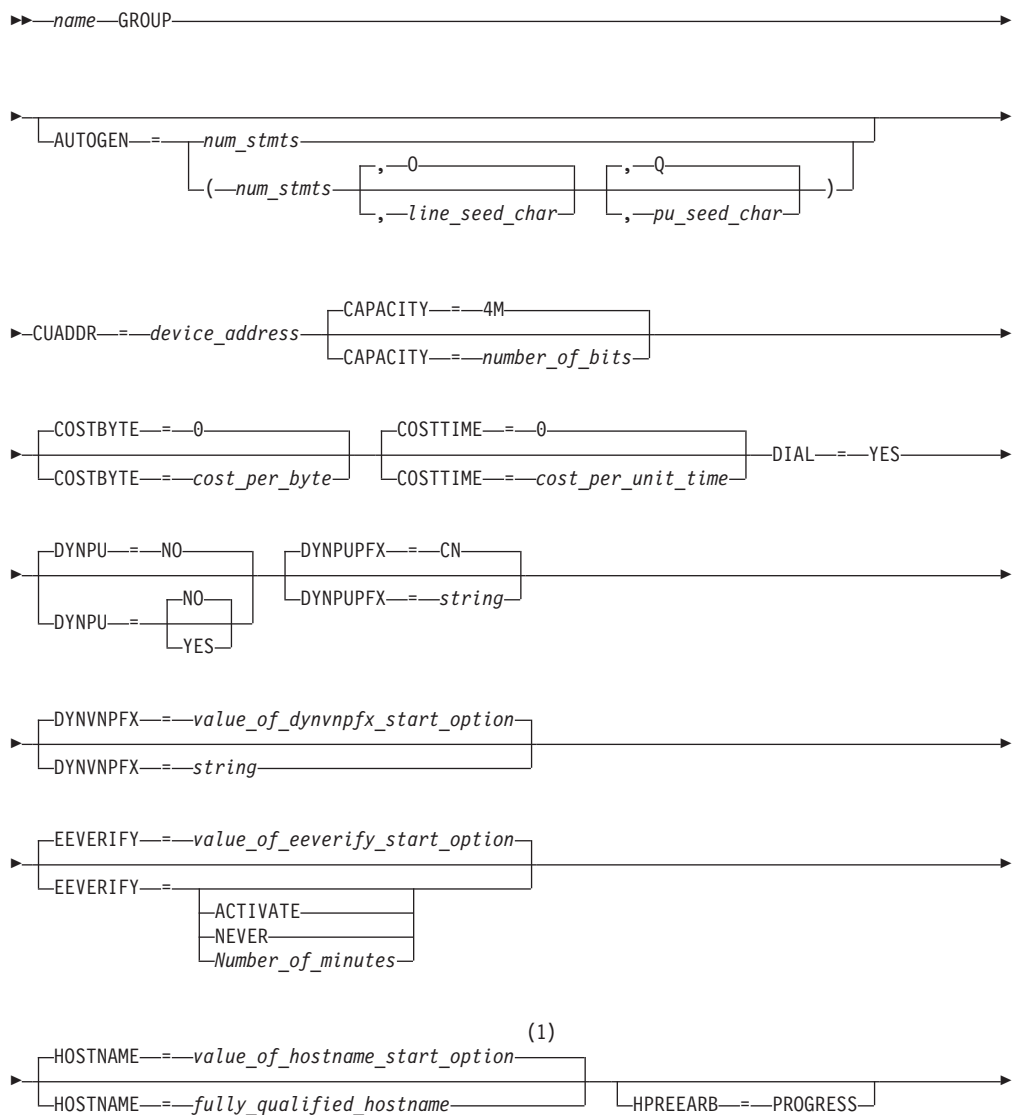 name GROUP
AUTOGEN = num_stmts
, O , Q
( num_stmts )
, line_seed_char , pu_seed_char
CAPACITY = 4M
CUADDR = device_address
CAPACITY = number_of_bits
COSTBYTE = 0 COSTTIME = 0
DIAL = YES
COSTBYTE = cost_per_byte COSTTIME = cost_per_unit_time
DYNPU = NO DYNPUPFX = CN
NO DYNPUPFX = string
DYNPU =
YES
DYNVNPFX = value_of_dynvnpfx_start_option
DYNVNPFX = string
EEVERIFY = value_of_eeverify_start_option
EEVERIFY =
ACTIVATE
NEVER
Number_of_minutes
(1)
HOSTNAME = value_of_hostname_start_option
HOSTNAME = fully_qualified_hostname HPREEARB = PROGRESS